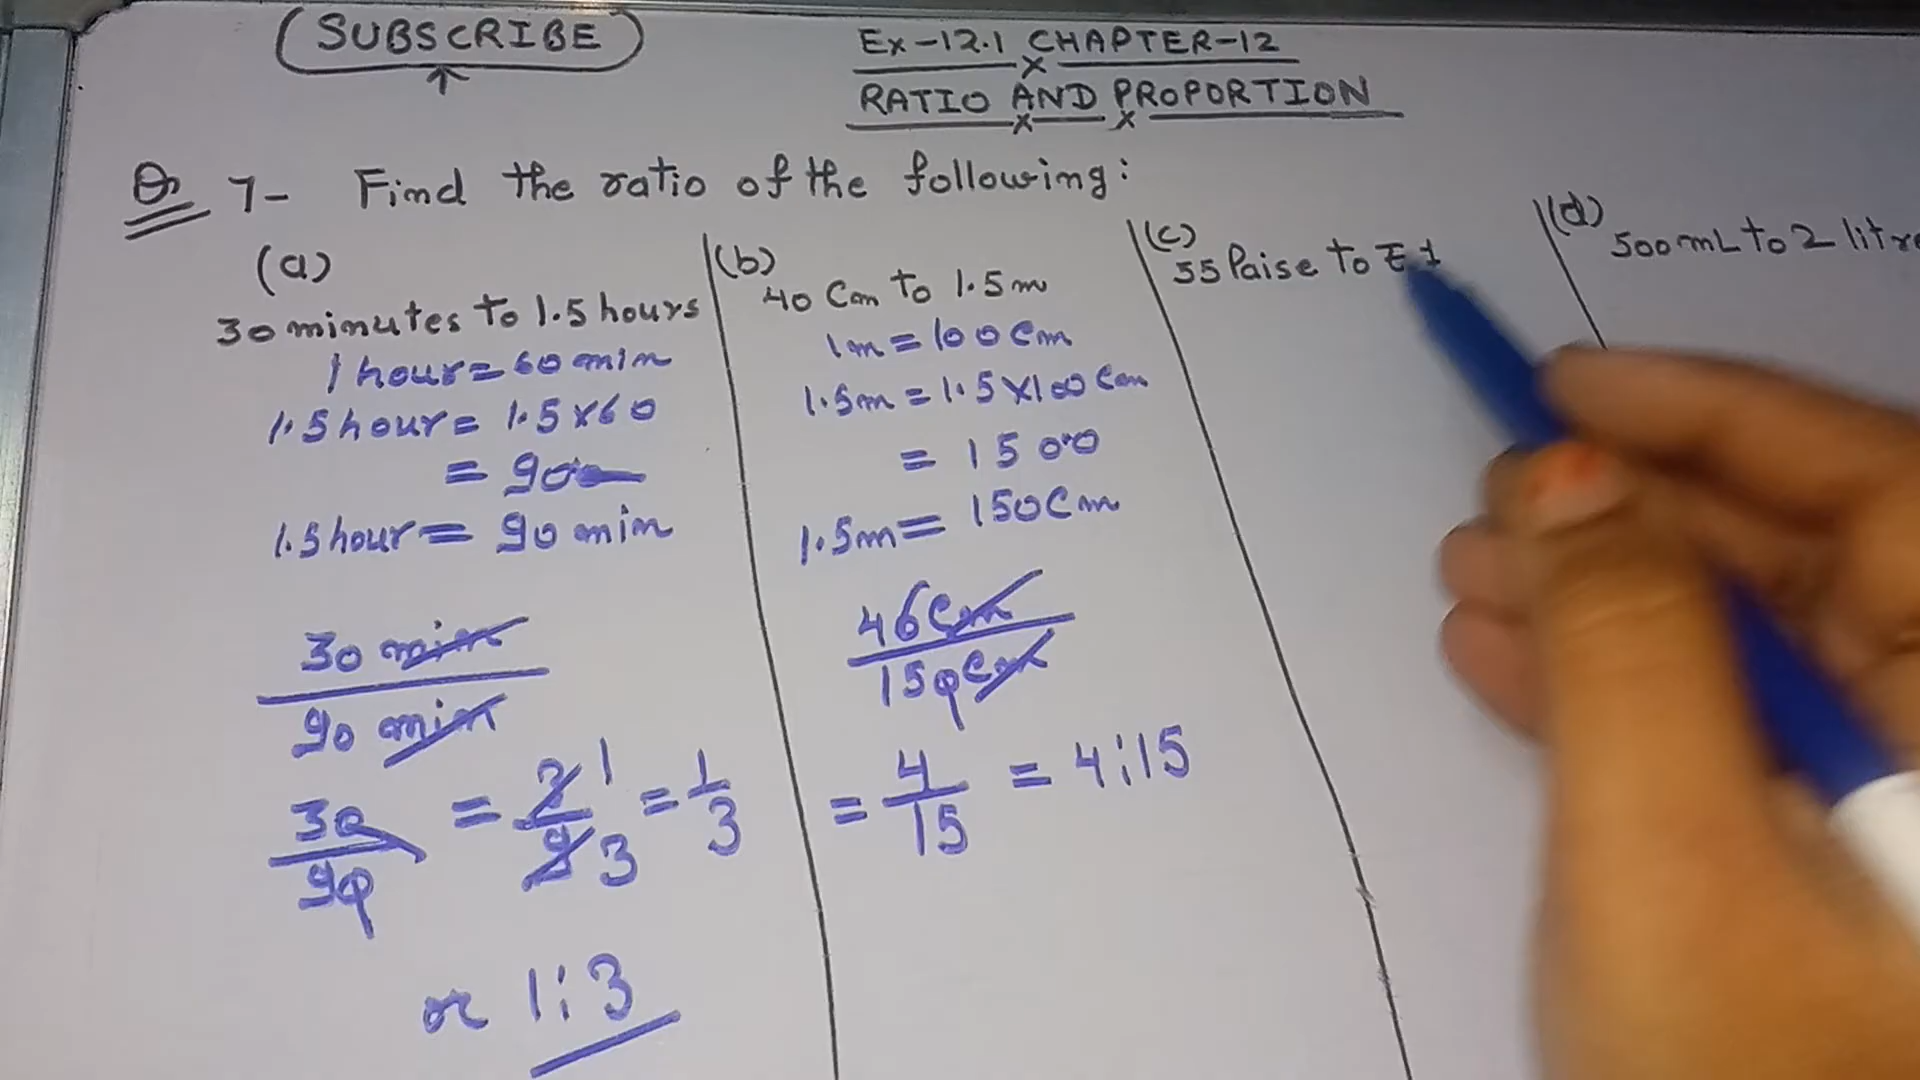 SUBSCRIBE
Ex-12.1 CHAPTER-12
RATIO AND PROPORTION
Q 7- Find the ratio of the following:
(a)
30 minutes to 1.5 hours
1 hour = 60 min
1.5 hour = 1.5 × 60
= 90
1.5 hour = 90 min
30 min
90 min
30/90 = 3/9 1 3 = 1/3
or 1:3
(b)
40 Cm to 1.5 m
1m = 100 Cm
1.5m = 1.5 × 100 Cm
= 150.0
1.5m = 150 Cm
40 Cm
150 Cm
= 4/15 = 4:15
(c)
55 Paise to ₹ 1
(d)
500 mL to 2 litre